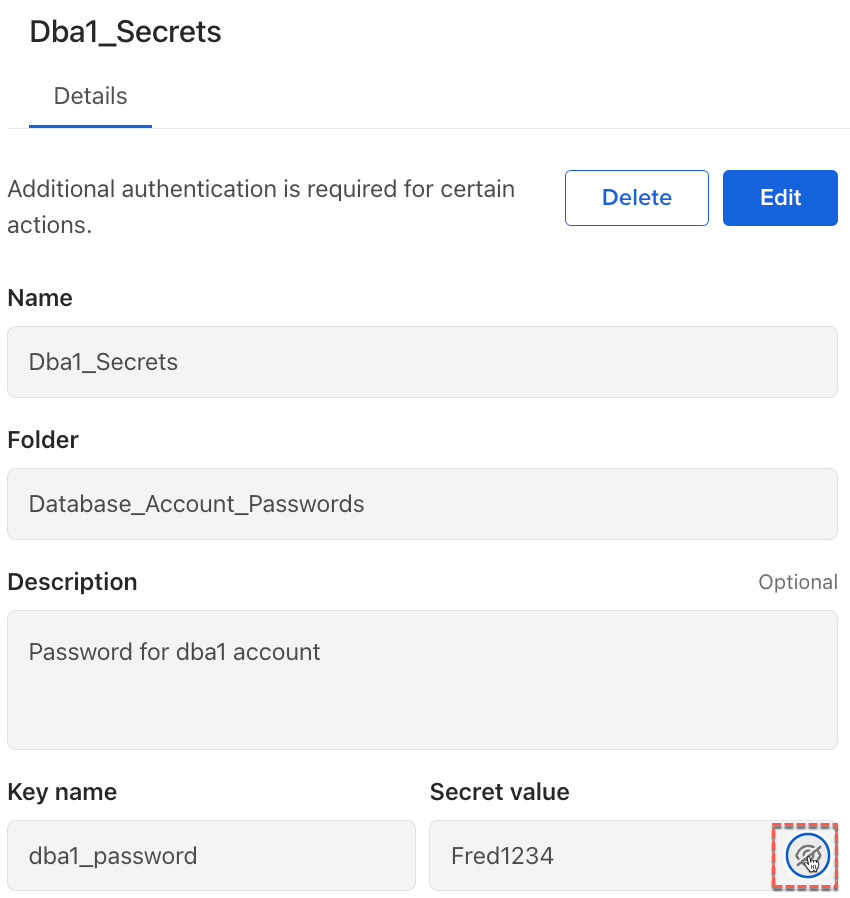 Dba1_Secrets
Details
Additional authentication is required for certain
actions.
Delete
Edit
Name
Dba1_Secrets
Folder
Database_Account_Passwords
Description
Optional
Password for dba1 account
Key name
Secret value
dba1_password
Fred1234